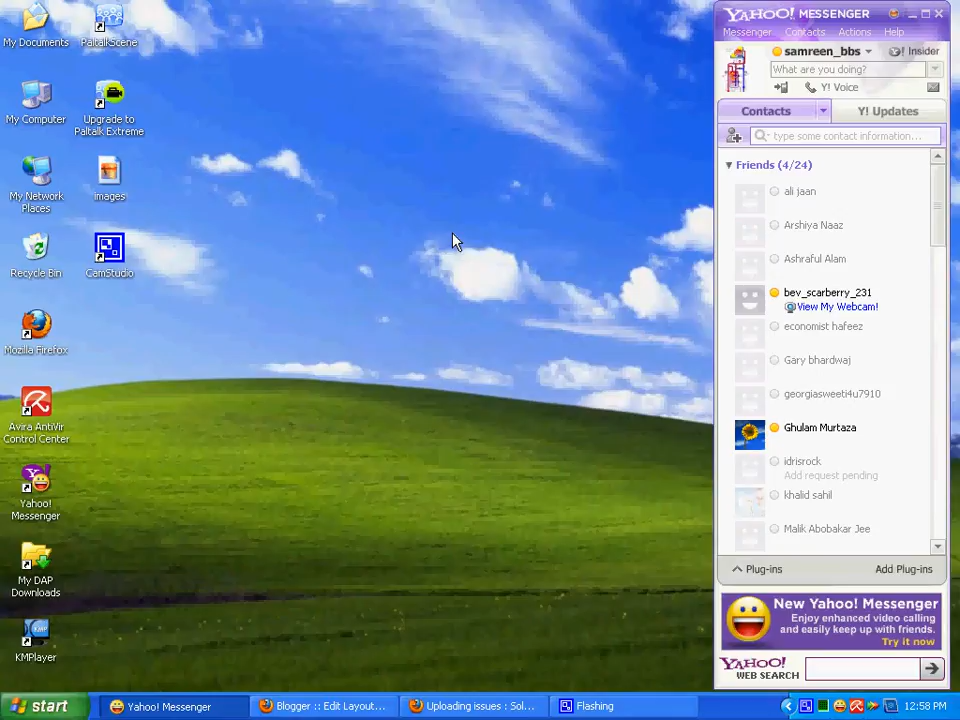 My Documents
PaltalkScene
My Computer
Upgrade to
Paltalk Extreme
My Network
Places
images
Recycle Bin
CamStudio
Mozilla Firefox
Avira AntiVir
Control Center
Yahoo!
Messenger
My DAP
Downloads
KMPlayer
YAHOO! MESSENGER
Messenger Contacts Actions Help
samreen_bbs
Y! Insider
What are you doing?
Y! Voice
Contacts
Y! Updates
type some contact information...
Friends (4/24)
ali jaan
Arshiya Naaz
Ashraful Alam
bev_scarberry_231
View My Webcam!
economist hafeez
Gary bhardwaj
georgiasweeti4u7910
Ghulam Murtaza
idrisrock
Add request pending
khalid sahil
Malik Abobakar Jee
Plug-ins
Add Plug-ins
New Yahoo! Messenger
Enjoy enhanced video calling
and easily keep up with friends.
Try it now
YAHOO!
WEB SEARCH
start
Yahoo! Messenger
Blogger :: Edit Layout...
Uploading issues : Sol...
Flashing
12:58 PM